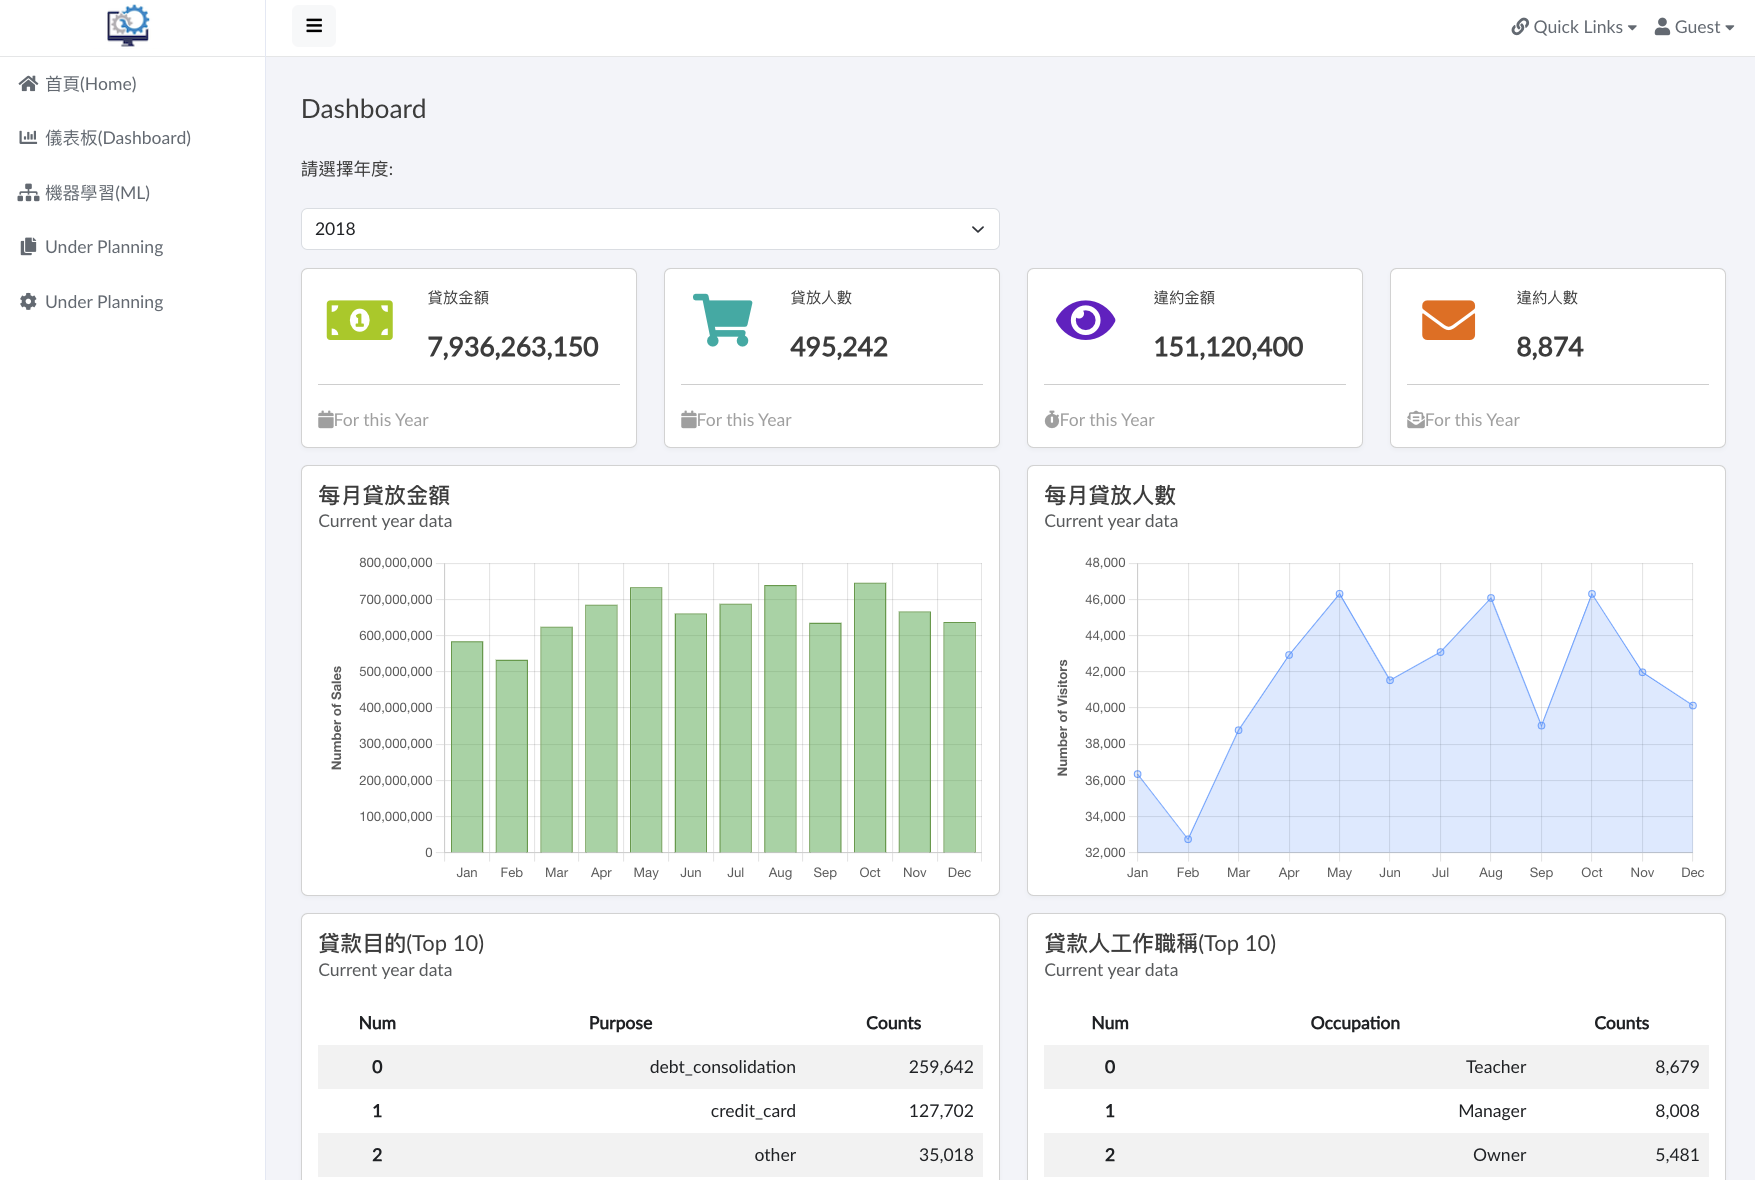 Quick Links
Guest
首頁(Home)
儀表板(Dashboard)
機器學習(ML)
Under Planning
Under Planning
Dashboard
請選擇年度:
2018
貸放金額
7,936,263,150
For this Year
貸放人數
495,242
For this Year
違約金額
151,120,400
For this Year
違約人數
8,874
For this Year
每月貸放金額
Current year data
Number of Sales
800,000,000
700,000,000
600,000,000
500,000,000
400,000,000
300,000,000
200,000,000
100,000,000
0
Jan Feb Mar Apr May Jun Jul Aug Sep Oct Nov Dec
每月貸放人數
Current year data
Number of Visitors
48,000
46,000
44,000
42,000
40,000
38,000
36,000
34,000
32,000
Jan Feb Mar Apr May Jun Jul Aug Sep Oct Nov Dec
貸款目的(Top 10)
Current year data
Num Purpose Counts
0 debt_consolidation 259,642
1 credit_card 127,702
2 other 35,018
貸款人工作職稱(Top 10)
Current year data
Num Occupation Counts
0 Teacher 8,679
1 Manager 8,008
2 Owner 5,481